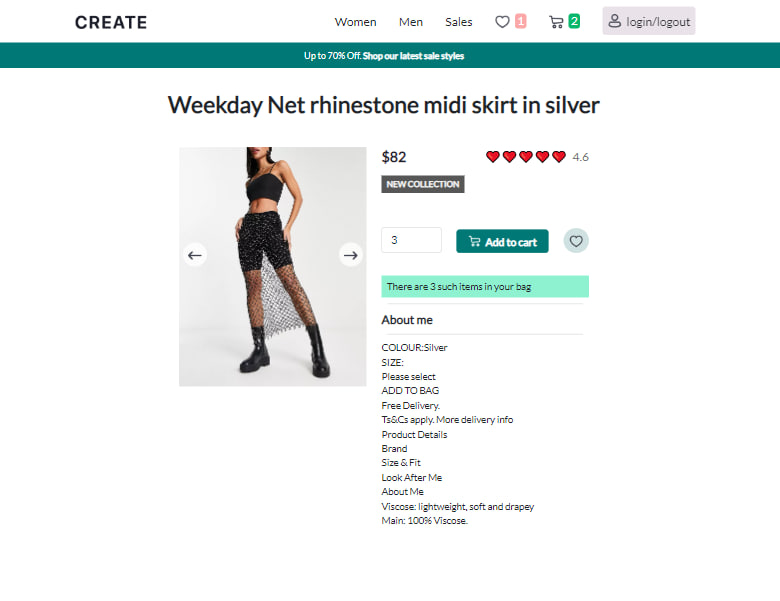 CREATE
Women Men Sales 1 2 login/logout
Up to 70% Off. Shop our latest sale styles
Weekday Net rhinestone midi skirt in silver
$82 4.6
NEW COLLECTION
3 Add to cart
There are 3 such items in your bag
About me
COLOUR:Silver
SIZE:
Please select
ADD TO BAG
Free Delivery.
Ts&Cs apply. More delivery info
Product Details
Brand
Size & Fit
Look After Me
About Me
Viscose: lightweight, soft and drapey
Main: 100% Viscose.